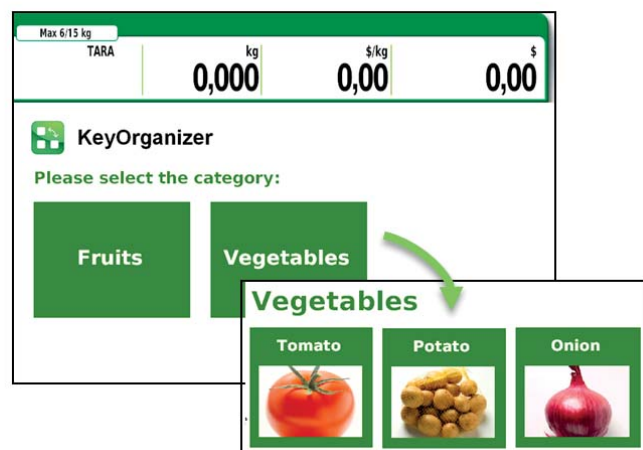 Max 6/15 kg
TARA kg $/kg $
0,000 0,00 0,00
KeyOrganizer
Please select the category:
Fruits Vegetables
Vegetables
Tomato Potato Onion